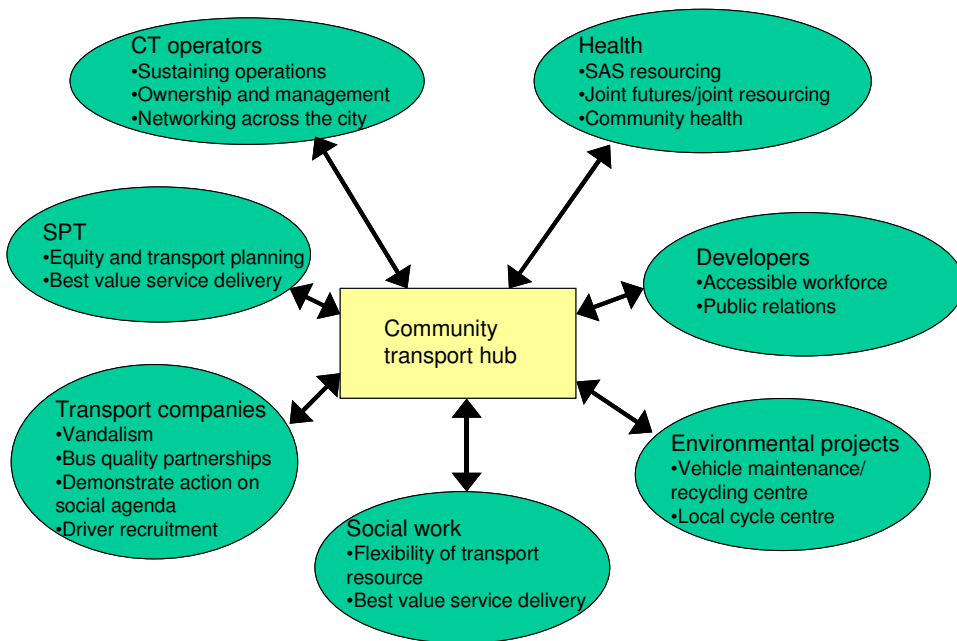 CT operators
•Sustaining operations
•Ownership and management
•Networking across the city
Health
•SAS resourcing
•Joint futures/joint resourcing
•Community health
SPT
•Equity and transport planning
•Best value service delivery
Developers
•Accessible workforce
•Public relations
Community
transport hub
Transport companies
•Vandalism
•Bus quality partnerships
•Demonstrate action on
social agenda
•Driver recruitment
Environmental projects
•Vehicle maintenance/
recycling centre
•Local cycle centre
Social work
•Flexibility of transport
resource
•Best value service delivery